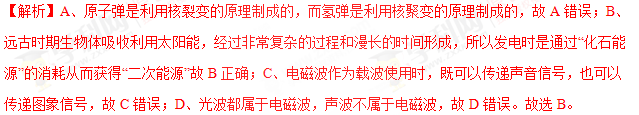 【解析】A、原子弹是利用核裂变的原理制成的，而氢弹是利用核聚变的原理制成的，故 A 错误；B、
远古时期生物体吸收利用太阳能，经过非常复杂的过程和漫长的时间形成，所以发电时是通过“化石能
源”的消耗从而获得“二次能源”故 B 正确；C、电磁波作为载波使用时，既可以传递声音信号，也可以
传递图象信号，故 C 错误；D、光波都属于电磁波，声波不属于电磁波，故 D 错误。故选 B。